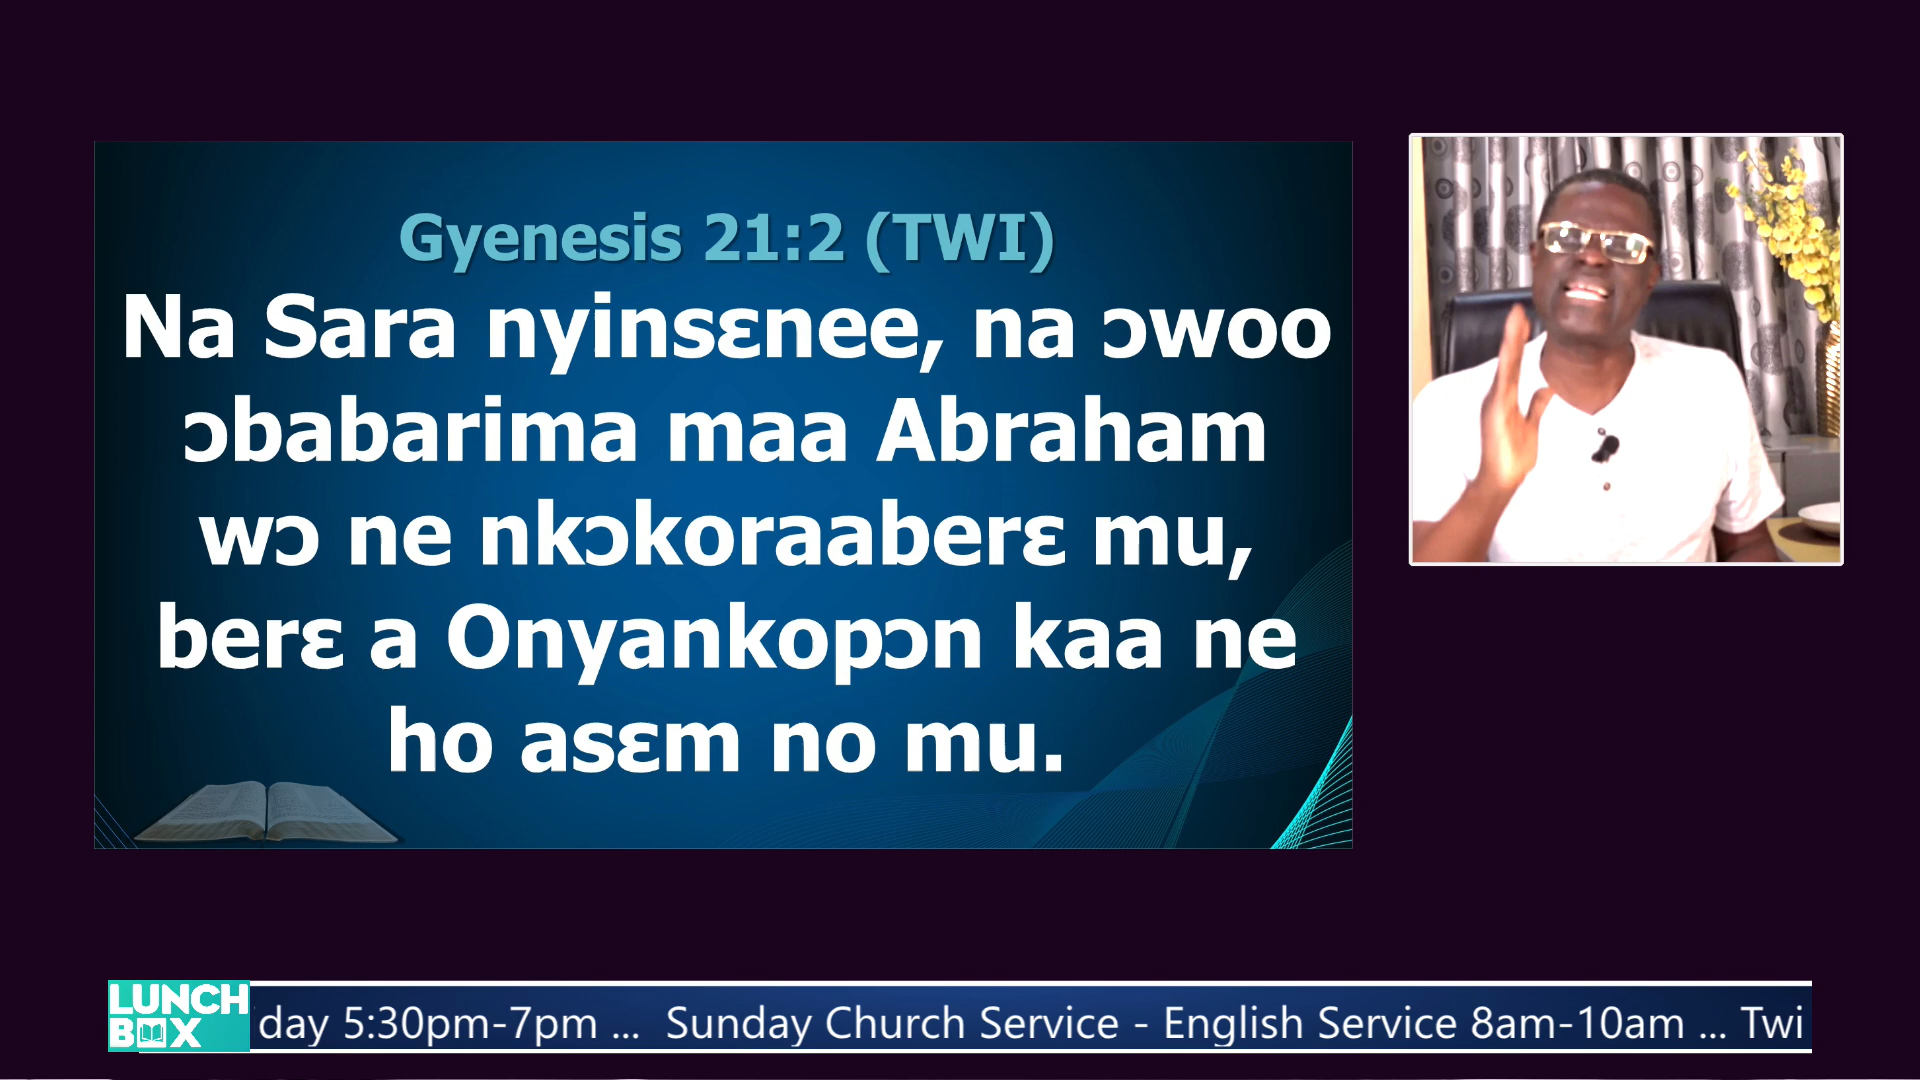 Gyenesis 21:2 (TWI)
Na Sara nyinsɛnee, na ɔwoo
ɔbabarima maa Abraham
wɔ ne nkɔkoraaberɛ mu,
berɛ a Onyankopɔn kaa ne
ho asɛm no mu.
LUNCH
BOX
day 5:30pm-7pm ... Sunday Church Service - English Service 8am-10am ... Twi